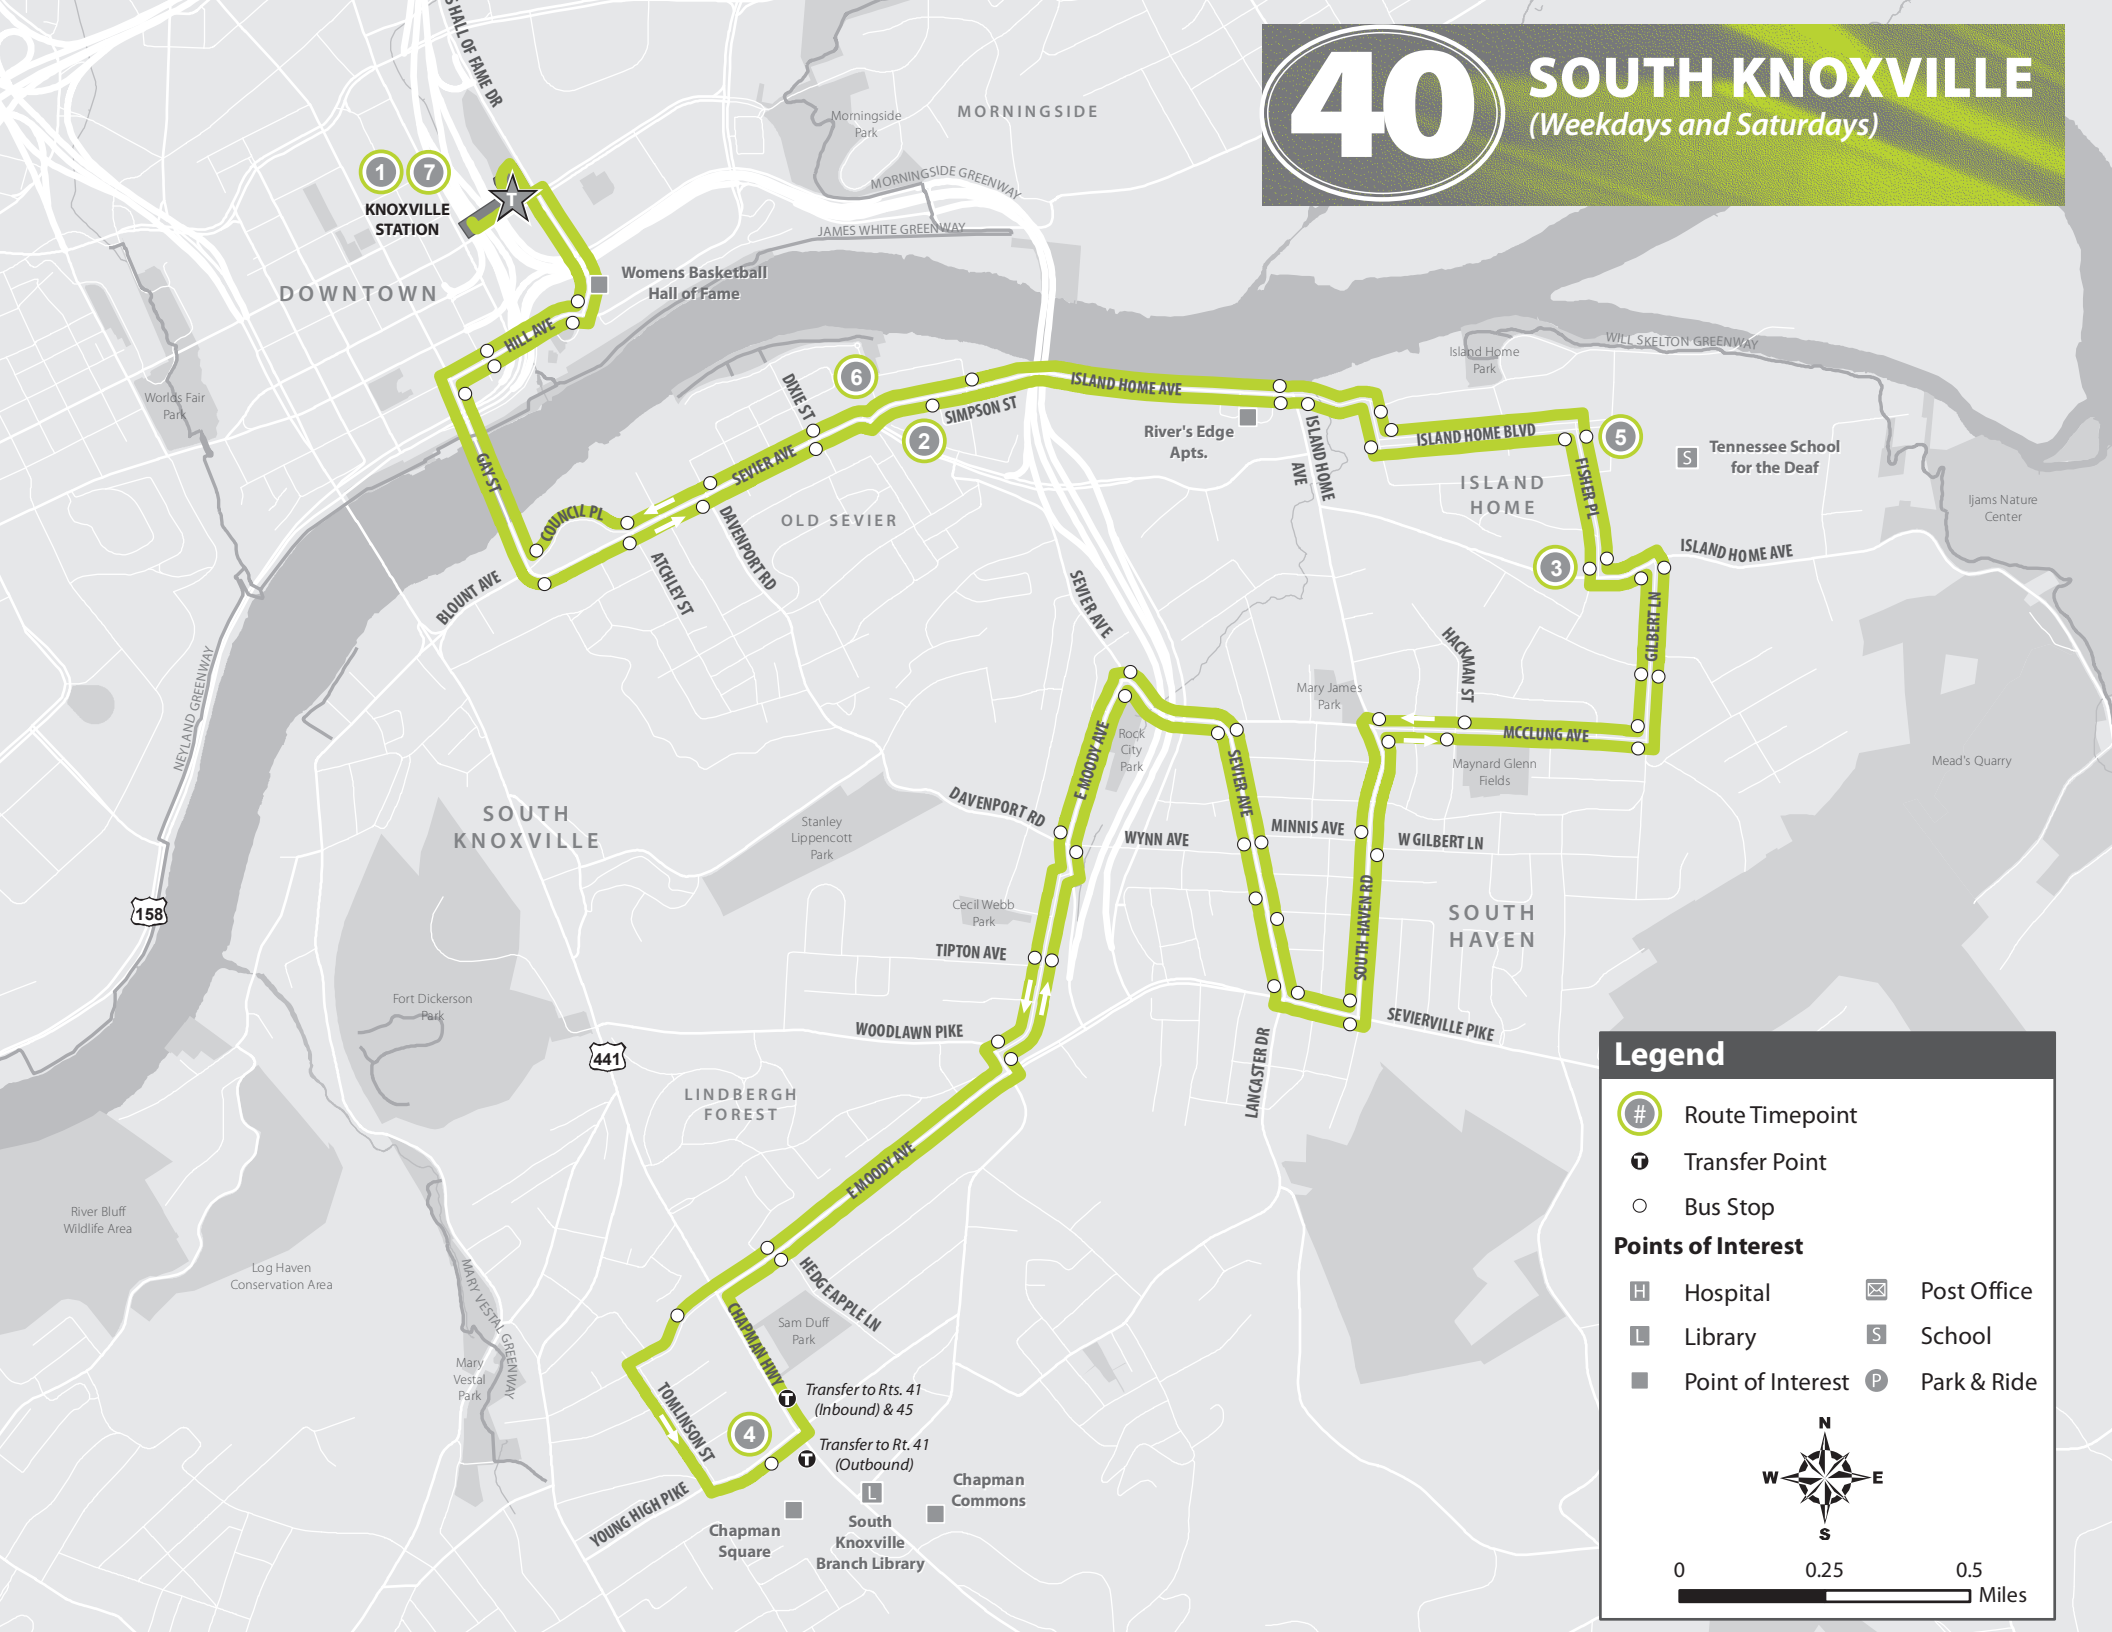 40
SOUTH KNOXVILLE
(Weekdays and Saturdays)
S HALL OF FAME DR
Morningside
Park
MORNINGSIDE
1
7
KNOXVILLE
STATION
T
MORNINGSIDE GREENWAY
JAMES WHITE GREENWAY
DOWNTOWN
Womens Basketball
Hall of Fame
HILL AVE
Worlds Fair
Park
GAY ST
DIXIE ST
6
SIMPSON ST
2
ISLAND HOME AVE
SEVIER AVE
River's Edge
Apts.
ISLAND HOME
AVE
Island Home
Park
WILL SKELTON GREENWAY
ISLAND HOME BLVD
5
S
Tennessee School
for the Deaf
FISHER PL
ISLAND
HOME
Ijams Nature
Center
COUNCIL PL
OLD SEVIER
DAVENPORT RD
ATCHLEY ST
BLOUNT AVE
3
ISLAND HOME AVE
SEVIER AVE
GILBERT LN
HACKMAN ST
NEYLAND GREENWAY
Mary James
Park
MCCLUNG AVE
Maynard Glenn
Fields
Mead's Quarry
Rock
City
Park
E MOODY AVE
SEVIER AVE
SOUTH
KNOXVILLE
Stanley
Lippencott
Park
DAVENPORT RD
WYNN AVE
MINNIS AVE
W GILBERT LN
158
Cecil Webb
Park
SOUTH HAVEN RD
SOUTH
HAVEN
TIPTON AVE
Fort Dickerson
Park
WOODLAWN PIKE
SEVIERVILLE PIKE
441
LANCASTER DR
LINDBERGH
FOREST
E MOODY AVE
River Bluff
Wildlife Area
Log Haven
Conservation Area
MARY VESTAL GREENWAY
HEDGEAPPLE LN
CHAPMAN HWY
Sam Duff
Park
Mary
Vestal
Park
TOMLINSON ST
T
Transfer to Rts. 41
(Inbound) & 45
4
T
Transfer to Rt. 41
(Outbound)
YOUNG HIGH PIKE
Chapman
Square
L
South
Knoxville
Branch Library
Chapman
Commons
Legend
#
Route Timepoint
T
Transfer Point
Bus Stop
Points of Interest
H
Hospital
Post Office
L
Library
S
School
Point of Interest
P
Park & Ride
N
W
E
S
0
0.25
0.5
Miles